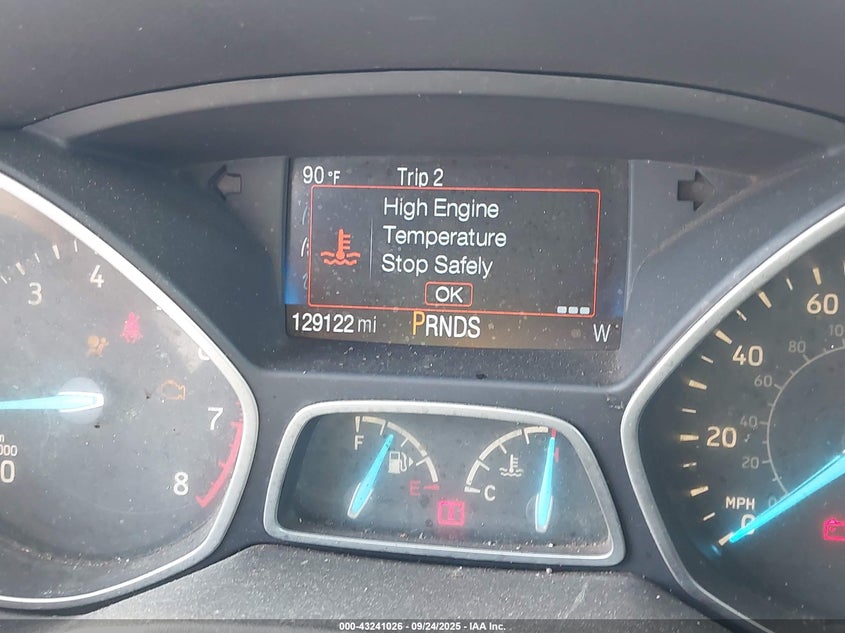 90 °F Trip 2
High Engine
Temperature
Stop Safely
OK
129122 mi PRNDS W
3
4
7
8
0
F
E
C
H
60
40
20
MPH
0
80
60
40
20
000-43241026 - 09/24/2025 - IAA Inc.